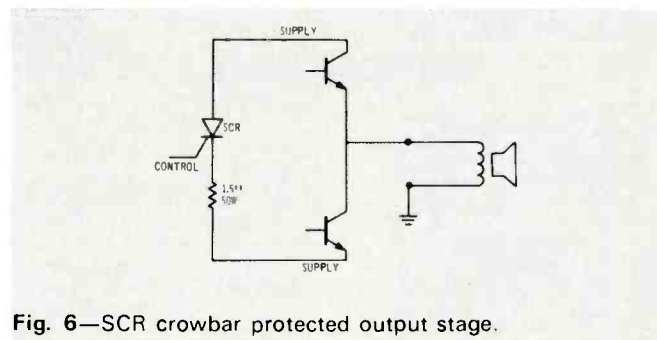 SUPPLY
SCR
CONTROL
1.5Ω
50W
SUPPLY
Fig. 6—SCR crowbar protected output stage.